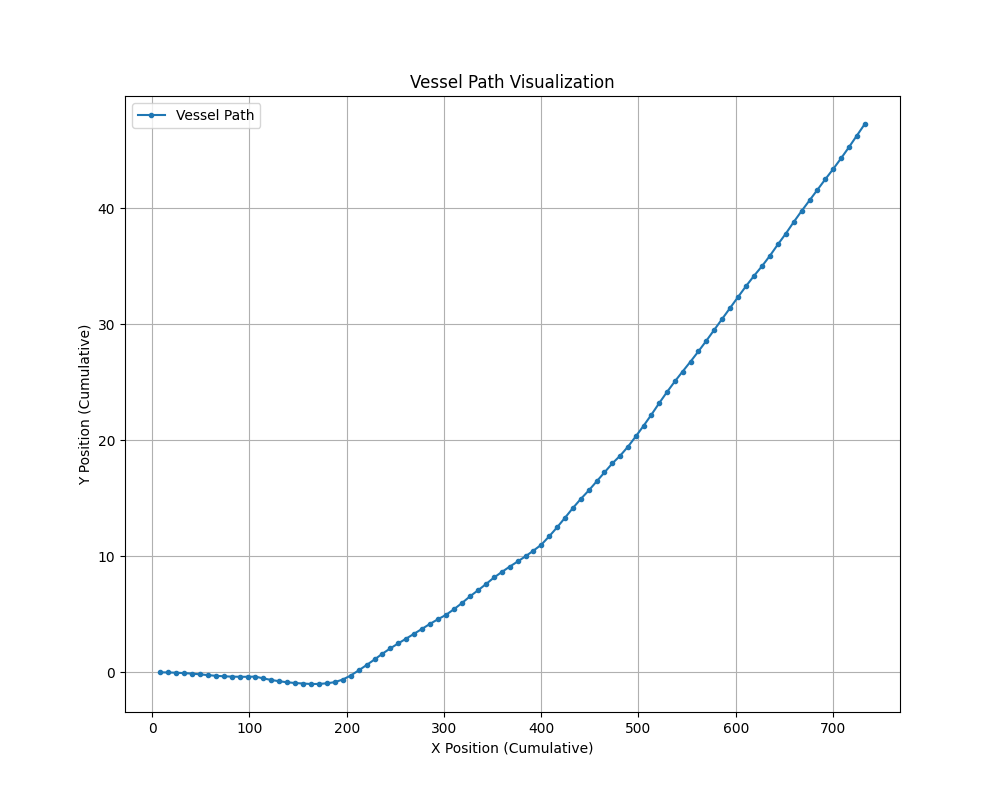 Vessel Path Visualization
Vessel Path
Y Position (Cumulative)
40
30
20
10
0
0 100 200 300 400 500 600 700
X Position (Cumulative)